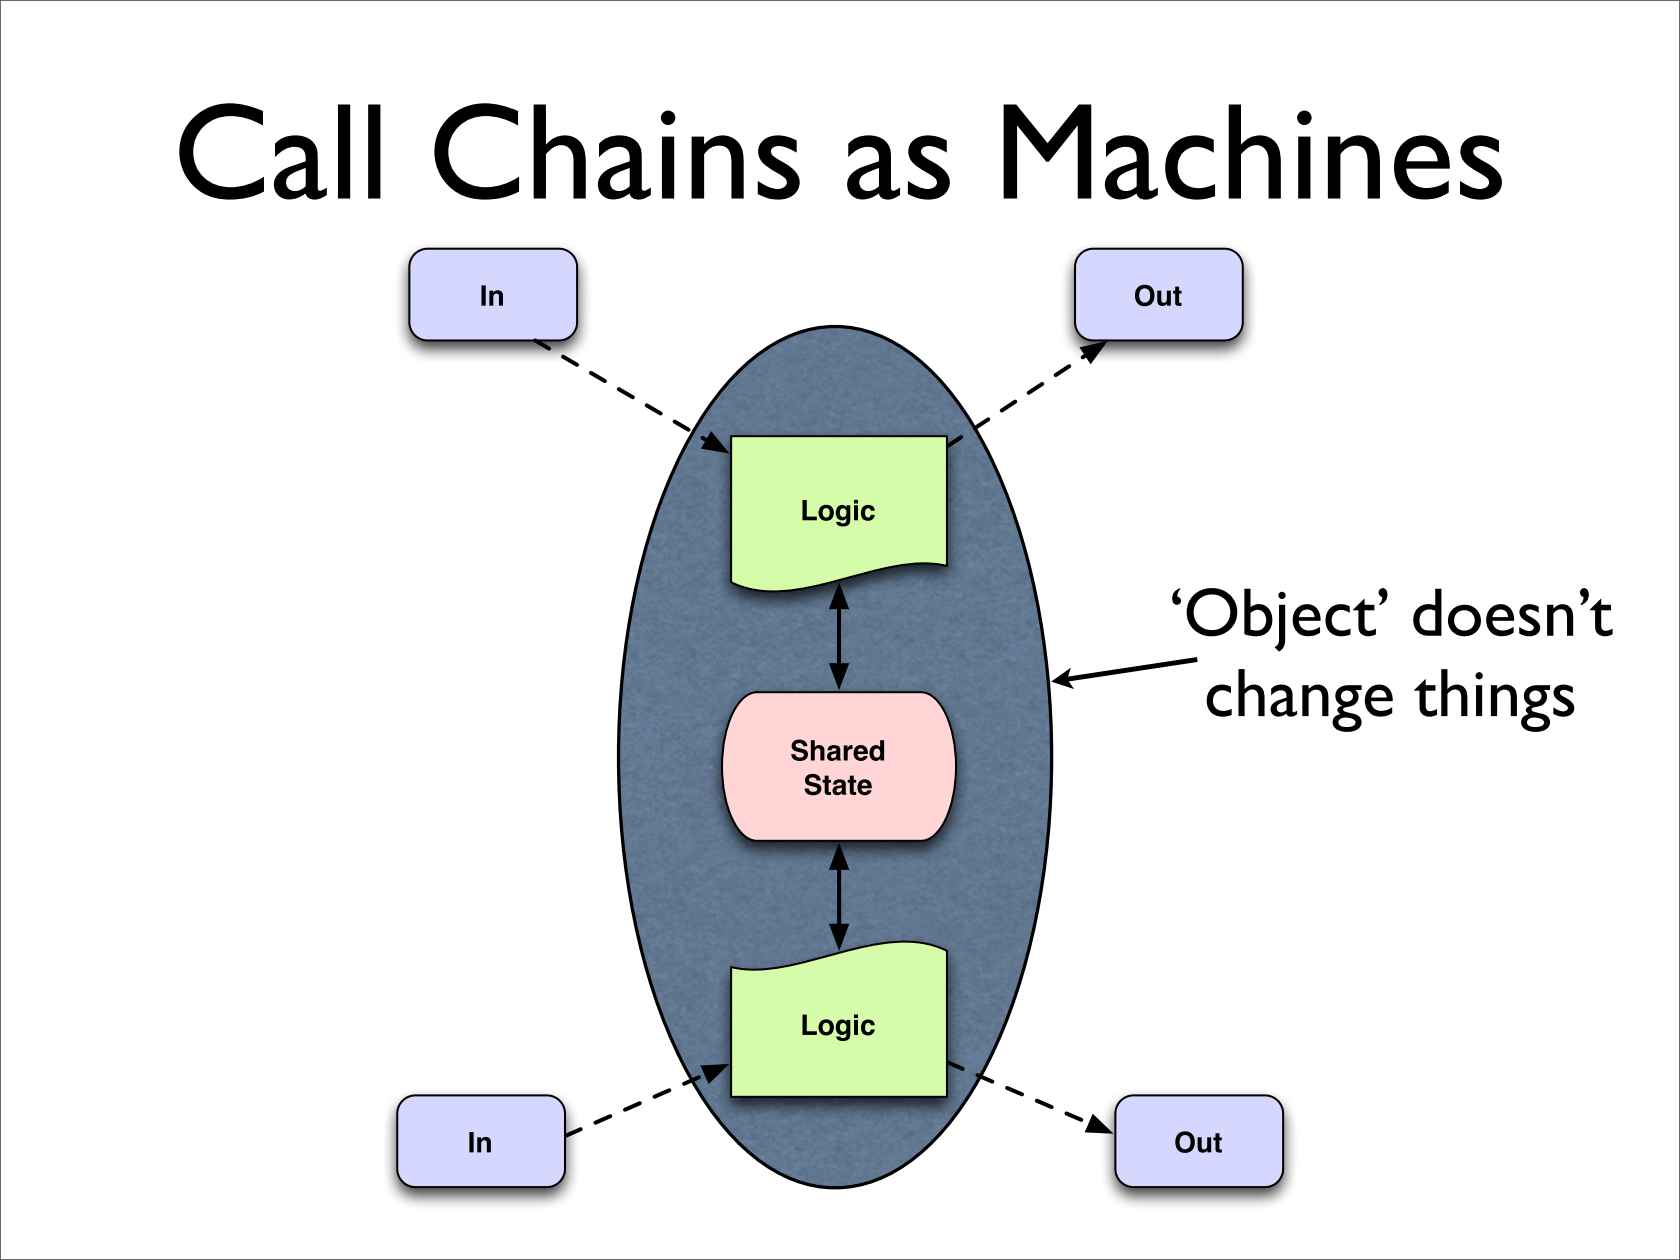 Call Chains as Machines
In
Out
Logic
‘Object’ doesn’t
change things
Shared
State
Logic
In
Out